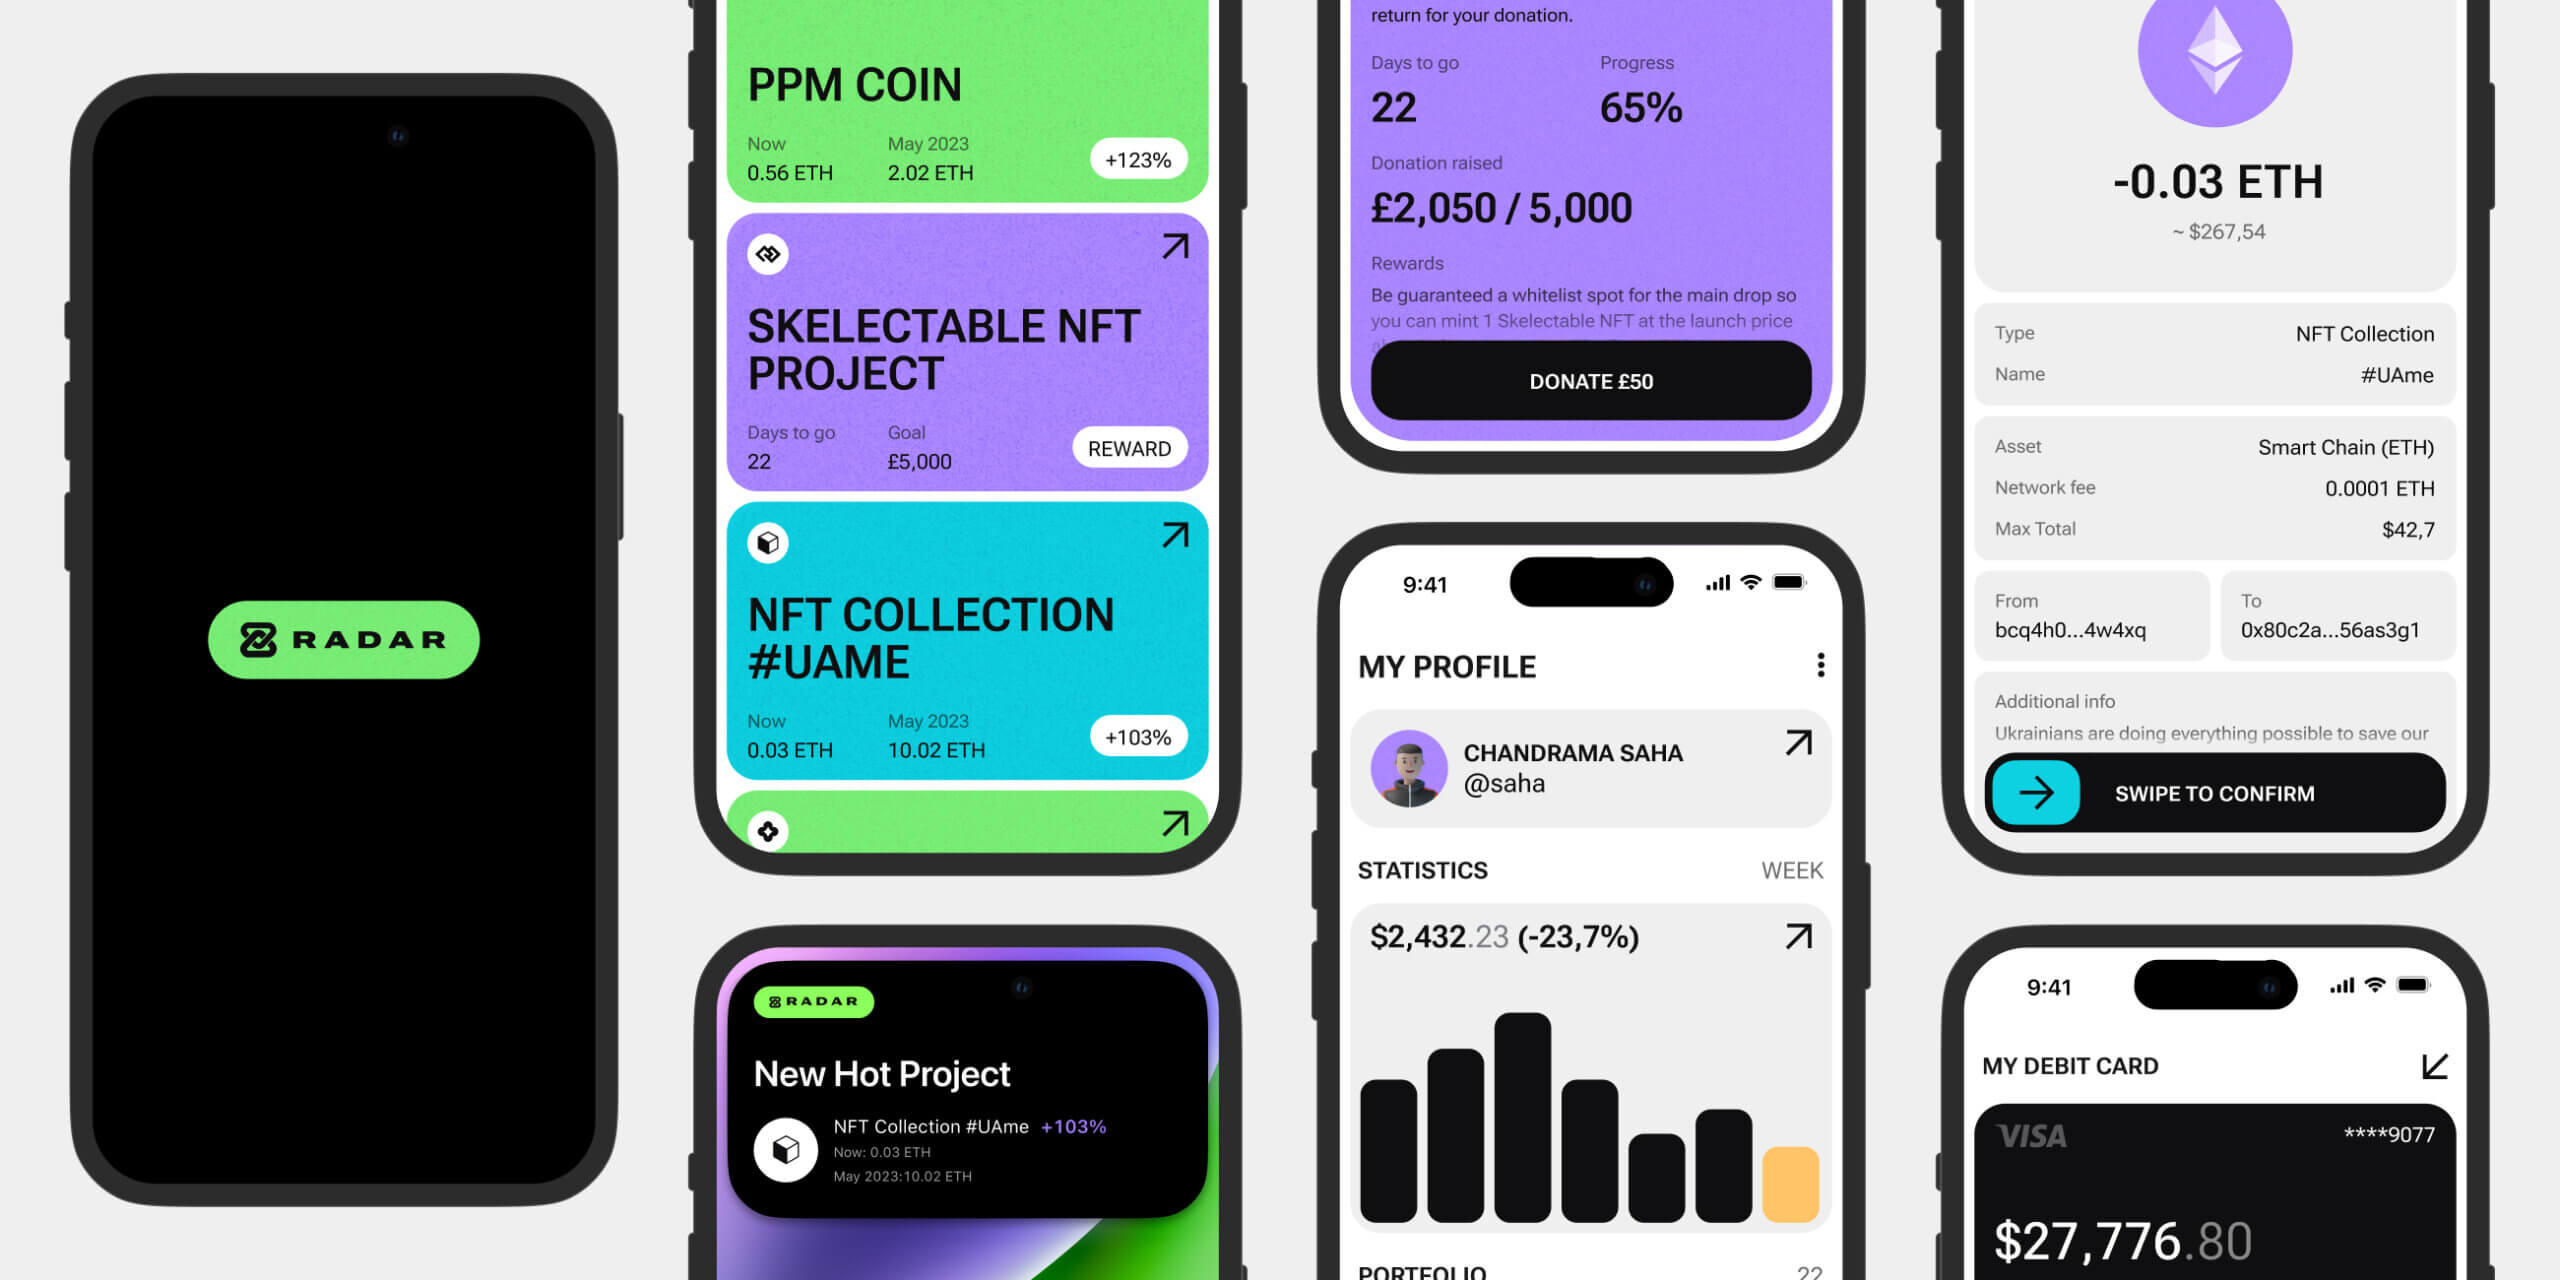 RADAR
PPM COIN
Now
May 2023
0.56 ETH
2.02 ETH
+123%
SKELECTABLE NFT
PROJECT
Days to go
Goal
22
£5,000
REWARD
NFT COLLECTION
#UAME
Now
May 2023
0.03 ETH
10.02 ETH
+103%
RADAR
New Hot Project
NFT Collection #UAme +103%
Now: 0.03 ETH
May 2023:10.02 ETH
return for your donation.
Days to go
Progress
22
65%
Donation raised
£2,050 / 5,000
Rewards
Be guaranteed a whitelist spot for the main drop so
you can mint 1 Skelectable NFT at the launch price
DONATE £50
9:41
MY PROFILE
CHANDRAMA SAHA
@saha
STATISTICS
WEEK
$2,432.23 (-23,7%)
PORTFOLIO
22
-0.03 ETH
~ $267,54
Type
NFT Collection
Name
#UAme
Asset
Smart Chain (ETH)
Network fee
0.0001 ETH
Max Total
$42,7
From
To
bcq4h0...4w4xq
0x80c2a...56as3g1
Additional info
Ukrainians are doing everything possible to save our
SWIPE TO CONFIRM
9:41
MY DEBIT CARD
VISA
****9077
$27,776.80